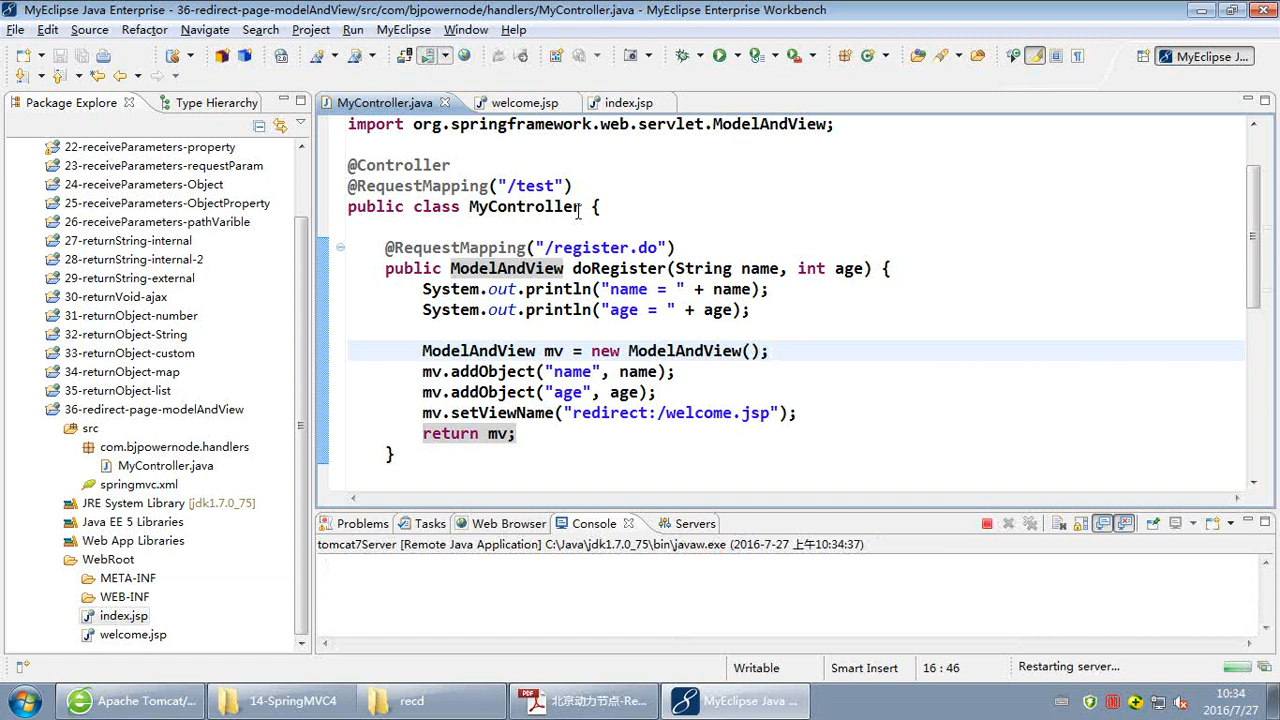 MyEclipse Java Enterprise - 36-redirect-page-modelAndView/src/com/bjpowernode/handlers/MyController.java - MyEclipse Enterprise Workbench
File Edit Source Refactor Navigate Search Project Run MyEclipse Window Help
MyEclipse J...
Package Explore
Type Hierarchy
22-receiveParameters-property
23-receiveParameters-requestParam
24-receiveParameters-Object
25-receiveParameters-ObjectProperty
26-receiveParameters-pathVarible
27-returnString-internal
28-returnString-internal-2
29-returnString-external
30-returnVoid-ajax
31-returnObject-number
32-returnObject-String
33-returnObject-custom
34-returnObject-map
35-returnObject-list
36-redirect-page-modelAndView
src
com.bjpowernode.handlers
MyController.java
springmvc.xml
JRE System Library [jdk1.7.0_75]
Java EE 5 Libraries
Web App Libraries
WebRoot
META-INF
WEB-INF
index.jsp
welcome.jsp
MyController.java
welcome.jsp
index.jsp
import org.springframework.web.servlet.ModelAndView;
@Controller
@RequestMapping("/test")
public class MyController {
@RequestMapping("/register.do")
public ModelAndView doRegister(String name, int age) {
System.out.println("name = " + name);
System.out.println("age = " + age);
ModelAndView mv = new ModelAndView();
mv.addObject("name", name);
mv.addObject("age", age);
mv.setViewName("redirect:/welcome.jsp");
return mv;
}
Problems Tasks Web Browser Console Servers
tomcat7Server [Remote Java Application] C:\Java\jdk1.7.0_75\bin\javaw.exe (2016-7-27 上午10:34:37)
Writable Smart Insert 16 : 46 Restarting server...
Apache Tomcat/...
14-SpringMVC4
recd
北京动力节点-Re...
MyEclipse Java ...
10:34
2016/7/27